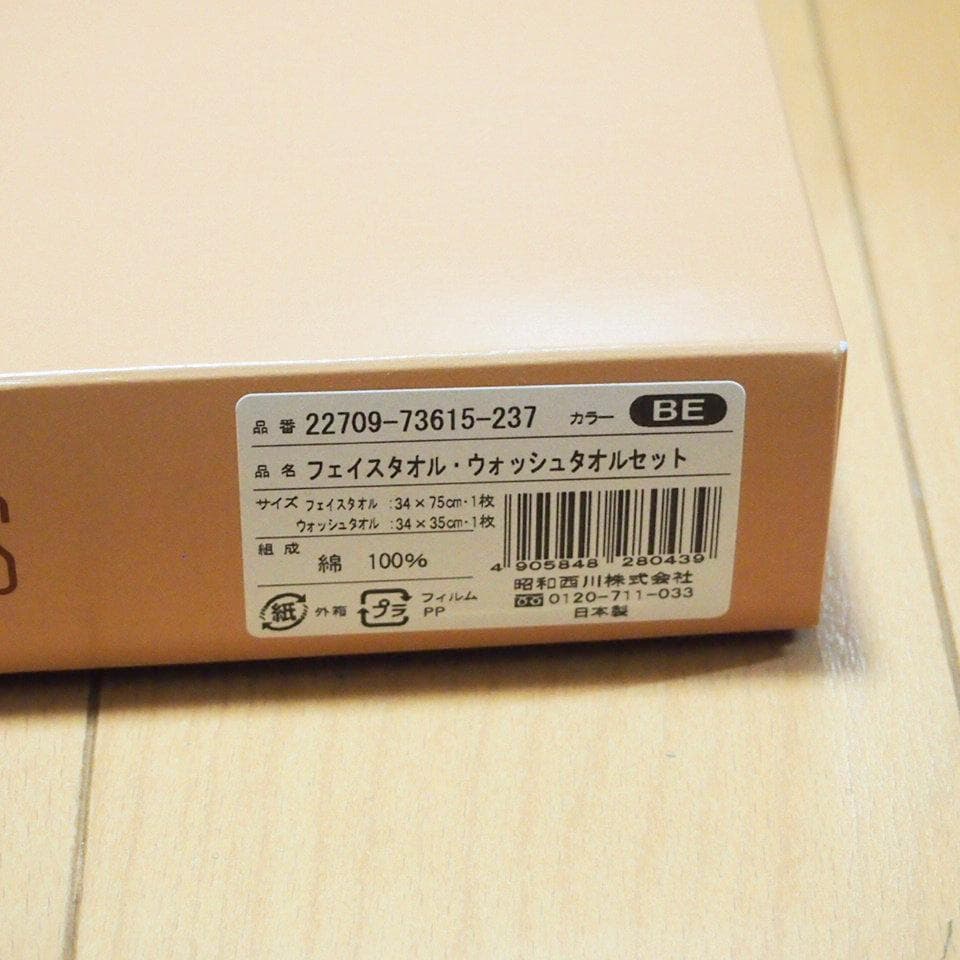 品番 22709-73615-237 カラー BE
品名 フェイスタオル・ウォッシュタオルセット
サイズ フェイスタオル :34×75cm・1枚
ウォッシュタオル :34×35cm・1枚
組成 綿 100%
4 905848 280439
昭和西川株式会社
0120-711-033
日本製
紙 外箱 プラ フィルム
PP